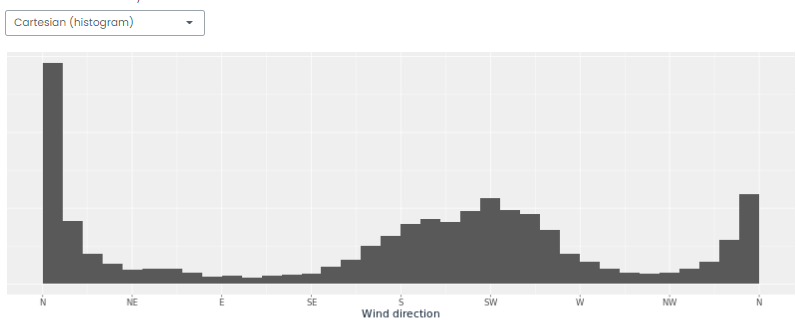 Cartesian (histogram)
N NE E SE S SW W NW N
Wind direction